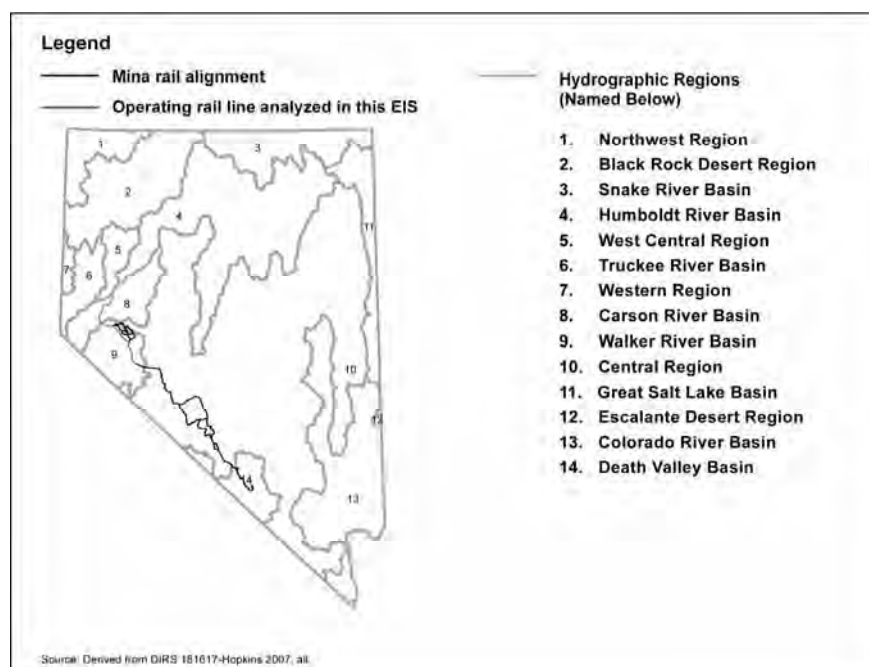 Legend
Mina rail alignment
Operating rail line analyzed in this EIS
Hydrographic Regions
(Named Below)
1. Northwest Region
2. Black Rock Desert Region
3. Snake River Basin
4. Humboldt River Basin
5. West Central Region
6. Truckee River Basin
7. Western Region
8. Carson River Basin
9. Walker River Basin
10. Central Region
11. Great Salt Lake Basin
12. Escalante Desert Region
13. Colorado River Basin
14. Death Valley Basin
1
3
2
4
11
5
7
6
8
9
10
12
14
13
Source: Derived from DIRS 181617-Hopkins 2007, all.